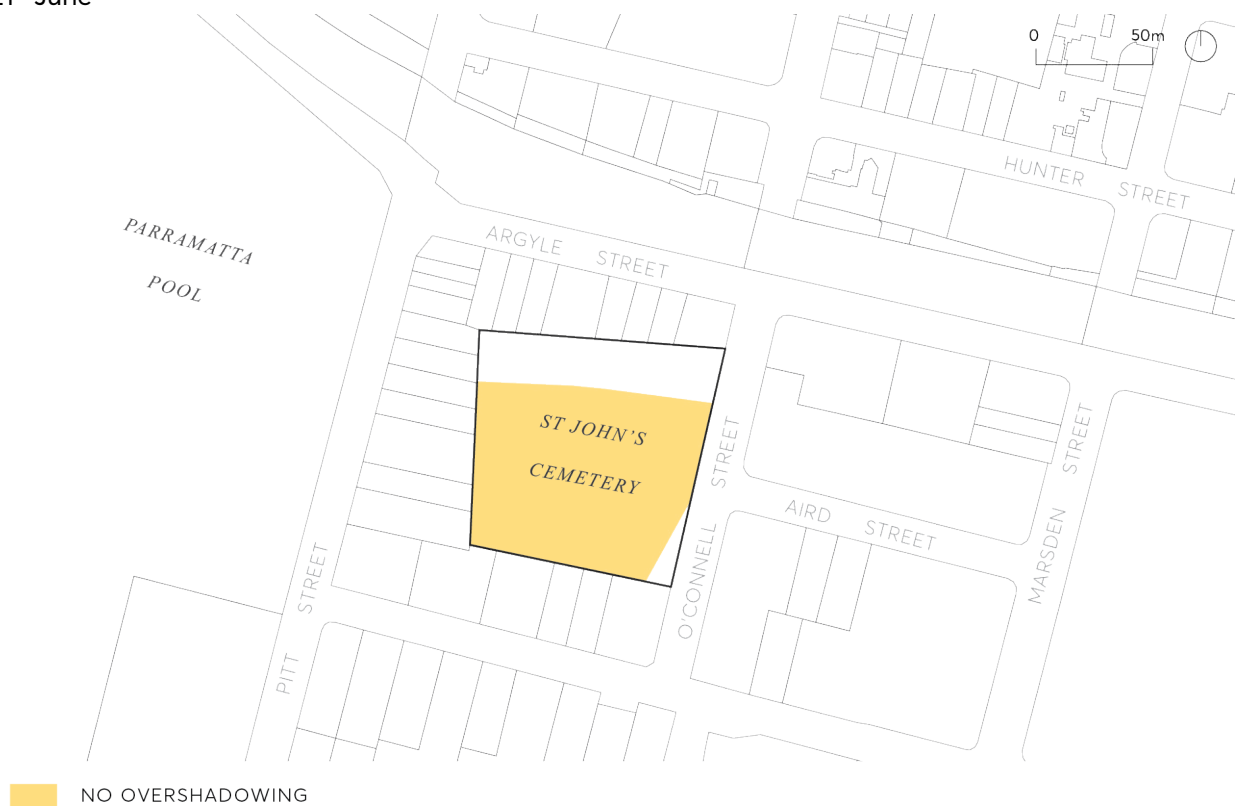 June
0 50m
HUNTER STREET
PARRAMATTA
POOL
ARGYLE STREET
ST JOHN'S
CEMETERY
O'CONNELL STREET
AIRD STREET
MARSDEN STREET
PITT STREET
NO OVERSHADOWING